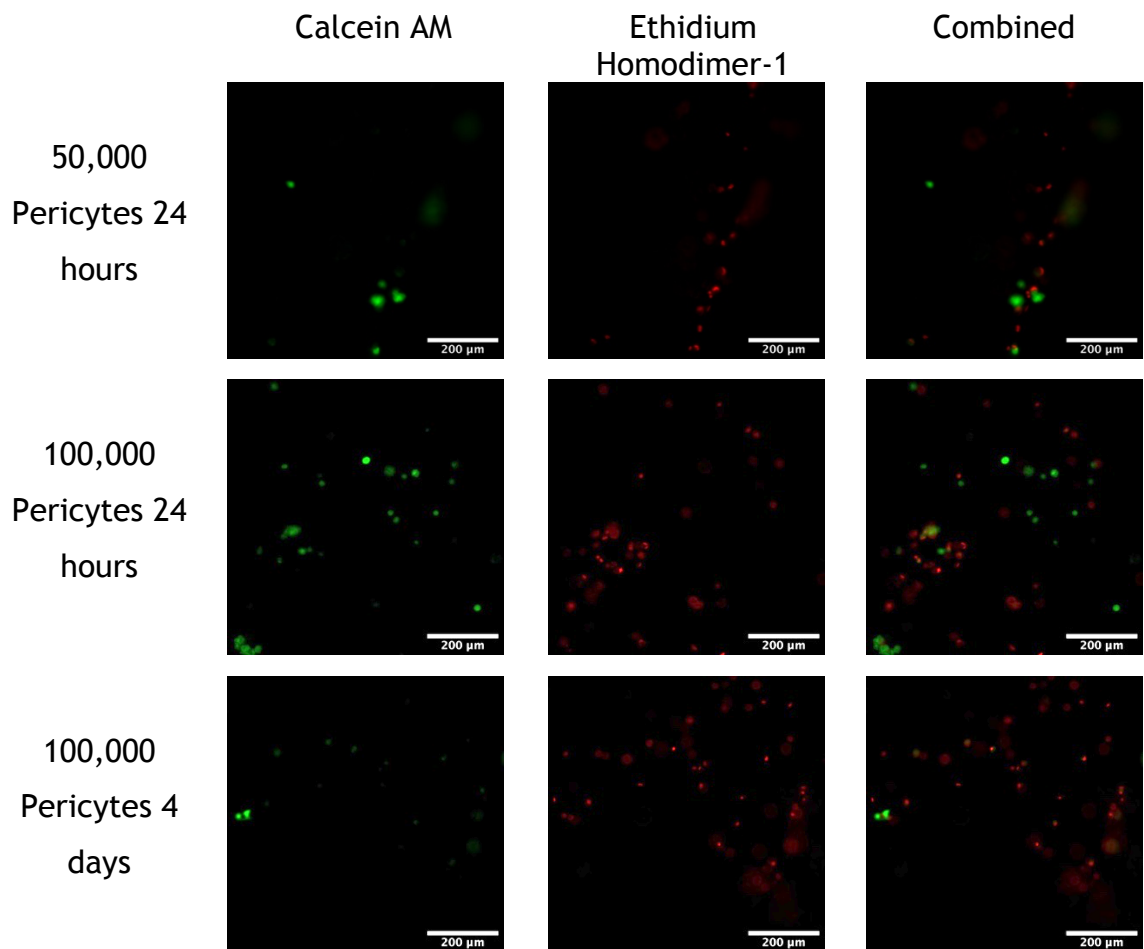 Calcein AM
Ethidium
Homodimer-1
Combined
50,000
Pericytes 24
hours
200 µm
200 µm
200 µm
100,000
Pericytes 24
hours
200 µm
200 µm
200 µm
100,000
Pericytes 4
days
200 µm
200 µm
200 µm